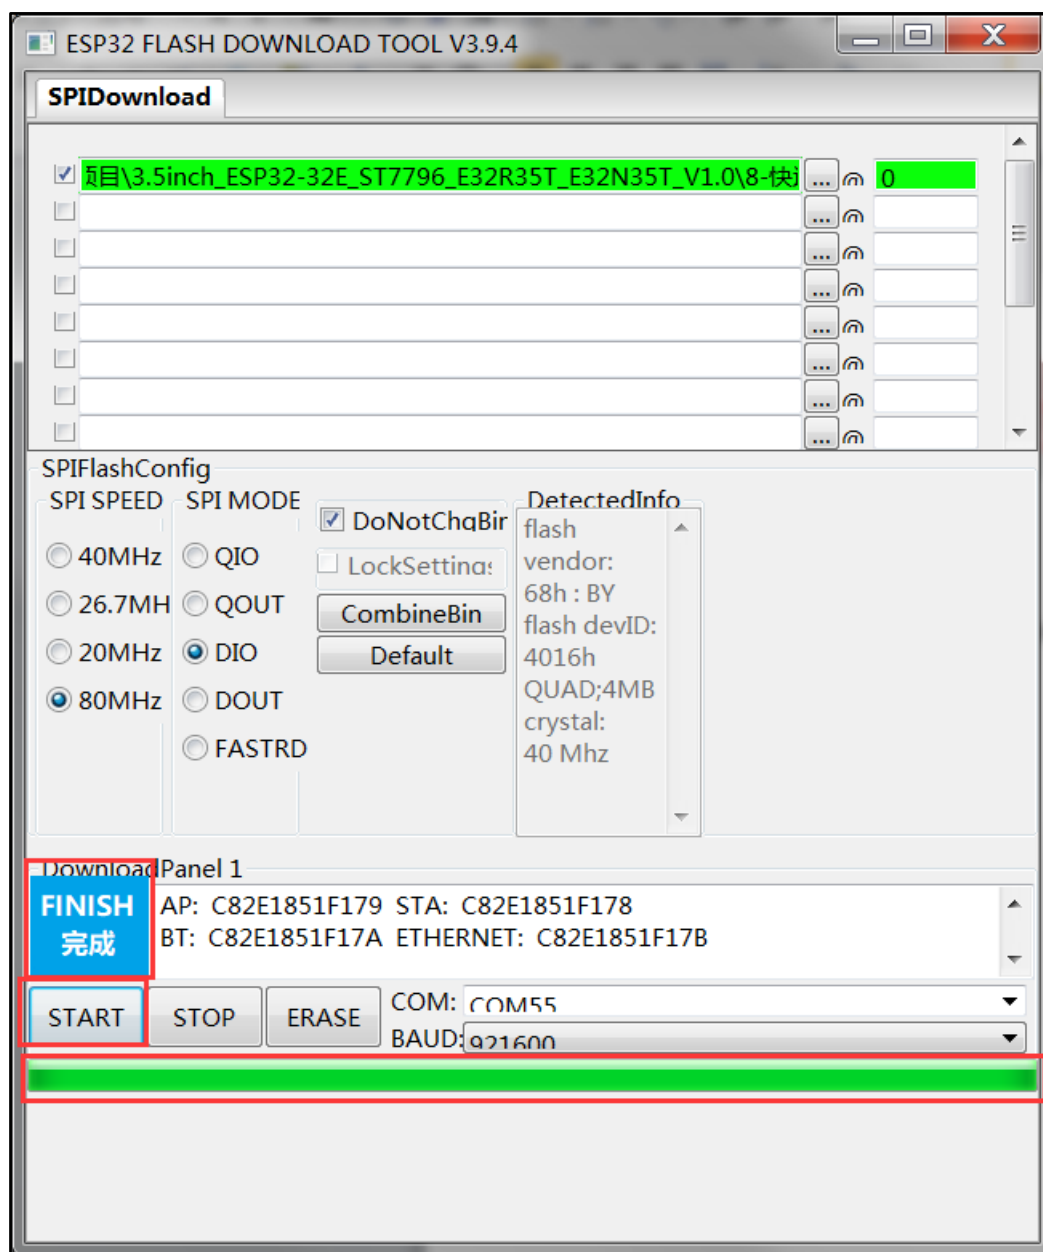 ESP32 FLASH DOWNLOAD TOOL V3.9.4
SPIDownload
项目\3.5inch_ESP32-32E_ST7796_E32R35T_E32N35T_V1.0\8-快 ... @ 0
... @
... @
... @
... @
... @
... @
... @
SPIFlashConfig
SPI SPEED
40MHz
26.7MH
20MHz
80MHz
SPI MODE
QIO
QOUT
DIO
DOUT
FASTRD
DoNotChgBin
LockSettings
CombineBin
Default
DetectedInfo
flash
vendor:
68h : BY
flash devID:
4016h
QUAD;4MB
crystal:
40 Mhz
DownloadPanel 1
FINISH
完成
AP: C82E1851F179 STA: C82E1851F178
BT: C82E1851F17A ETHERNET: C82E1851F17B
START STOP ERASE
COM: COM55
BAUD: 921600